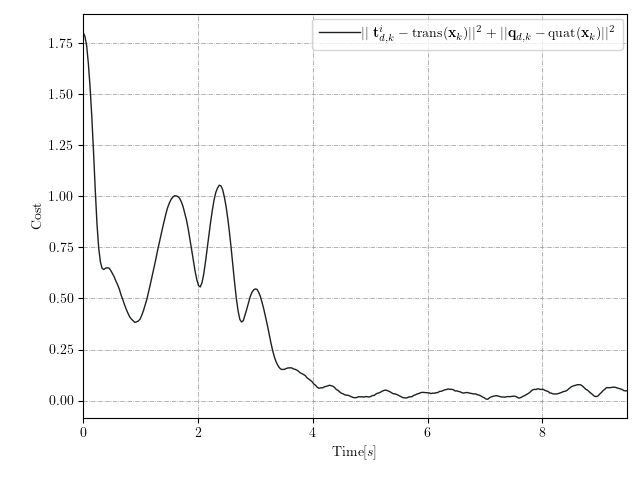 || t^i_{d,k} − trans(x_k)||^2 + ||q_{d,k} − quat(x_k)||^2
1.75
1.50
1.25
1.00
0.75
0.50
0.25
0.00
Cost
0 2 4 6 8
Time[s]